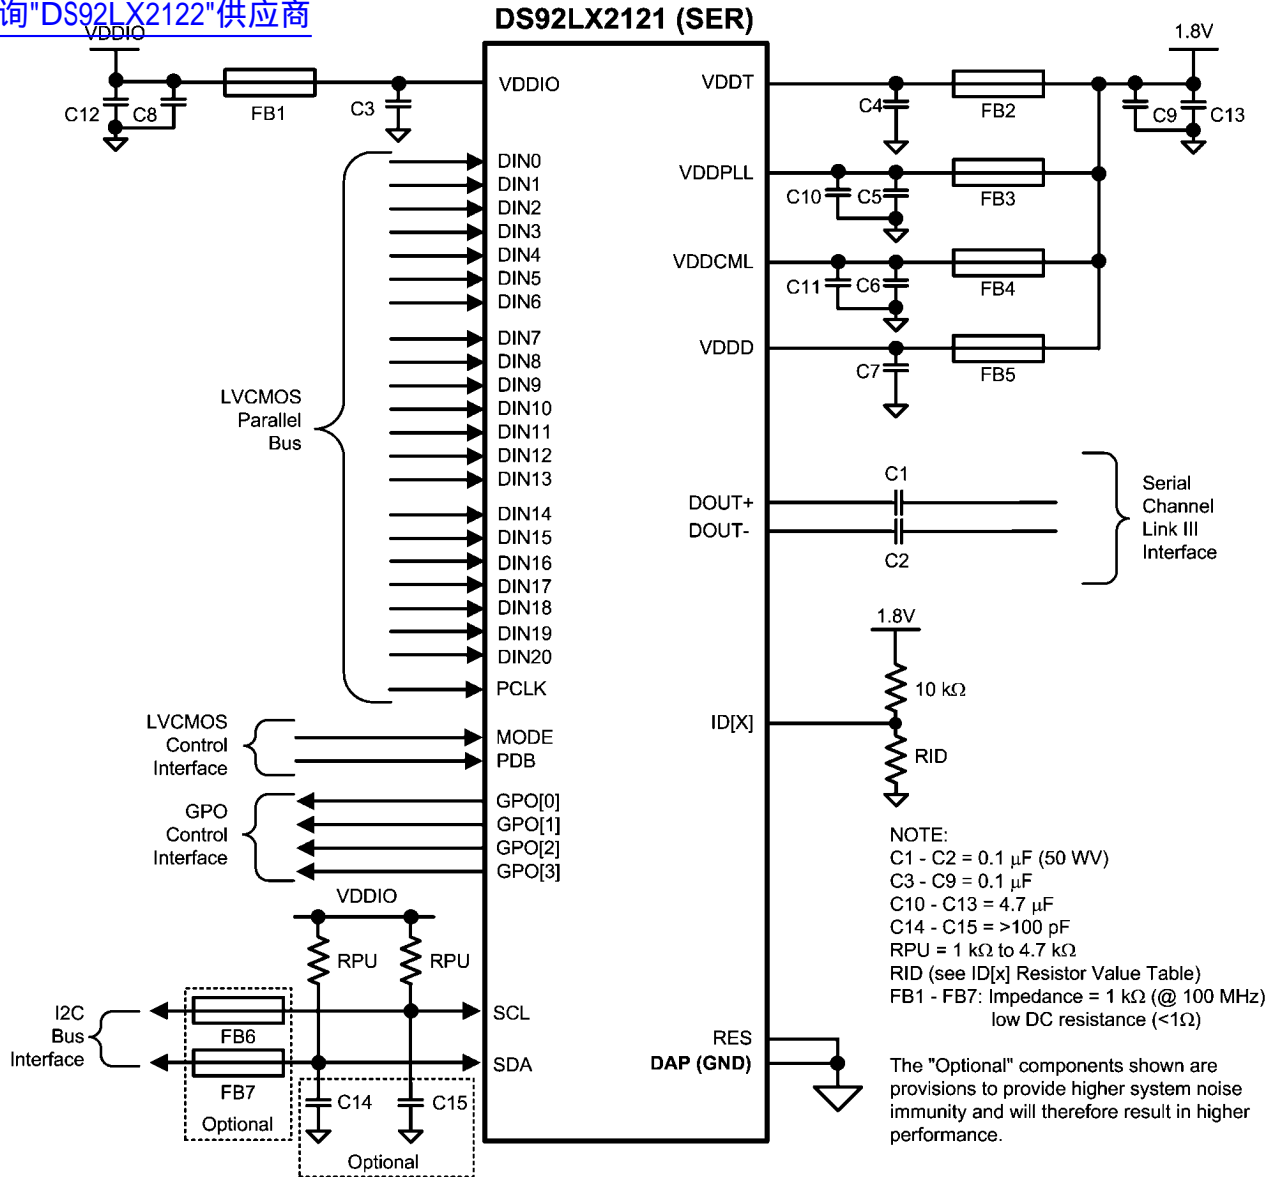 询"DS92LX2122"供应商
DS92LX2121 (SER)
VDDIO
1.8V
VDDIO
VDDT
C12
C8
FB1
C3
C4
FB2
C9
C13
VDDPLL
C10
C5
FB3
VDDCML
C11
C6
FB4
VDDD
C7
FB5
LVCMOS
Parallel
Bus
DIN0
DIN1
DIN2
DIN3
DIN4
DIN5
DIN6
DIN7
DIN8
DIN9
DIN10
DIN11
DIN12
DIN13
DIN14
DIN15
DIN16
DIN17
DIN18
DIN19
DIN20
PCLK
DOUT+
DOUT-
C1
C2
Serial
Channel
Link III
Interface
1.8V
10 kΩ
ID[X]
RID
LVCMOS
Control
Interface
MODE
PDB
GPO
Control
Interface
GPO[0]
GPO[1]
GPO[2]
GPO[3]
VDDIO
RPU
RPU
I2C
Bus
Interface
FB6
FB7
Optional
SCL
SDA
C14
C15
Optional
RES
DAP (GND)
NOTE:
C1 - C2 = 0.1 μF (50 WV)
C3 - C9 = 0.1 μF
C10 - C13 = 4.7 μF
C14 - C15 = >100 pF
RPU = 1 kΩ to 4.7 kΩ
RID (see ID[x] Resistor Value Table)
FB1 - FB7: Impedance = 1 kΩ (@ 100 MHz)
low DC resistance (<1Ω)
The "Optional" components shown are
provisions to provide higher system noise
immunity and will therefore result in higher
performance.